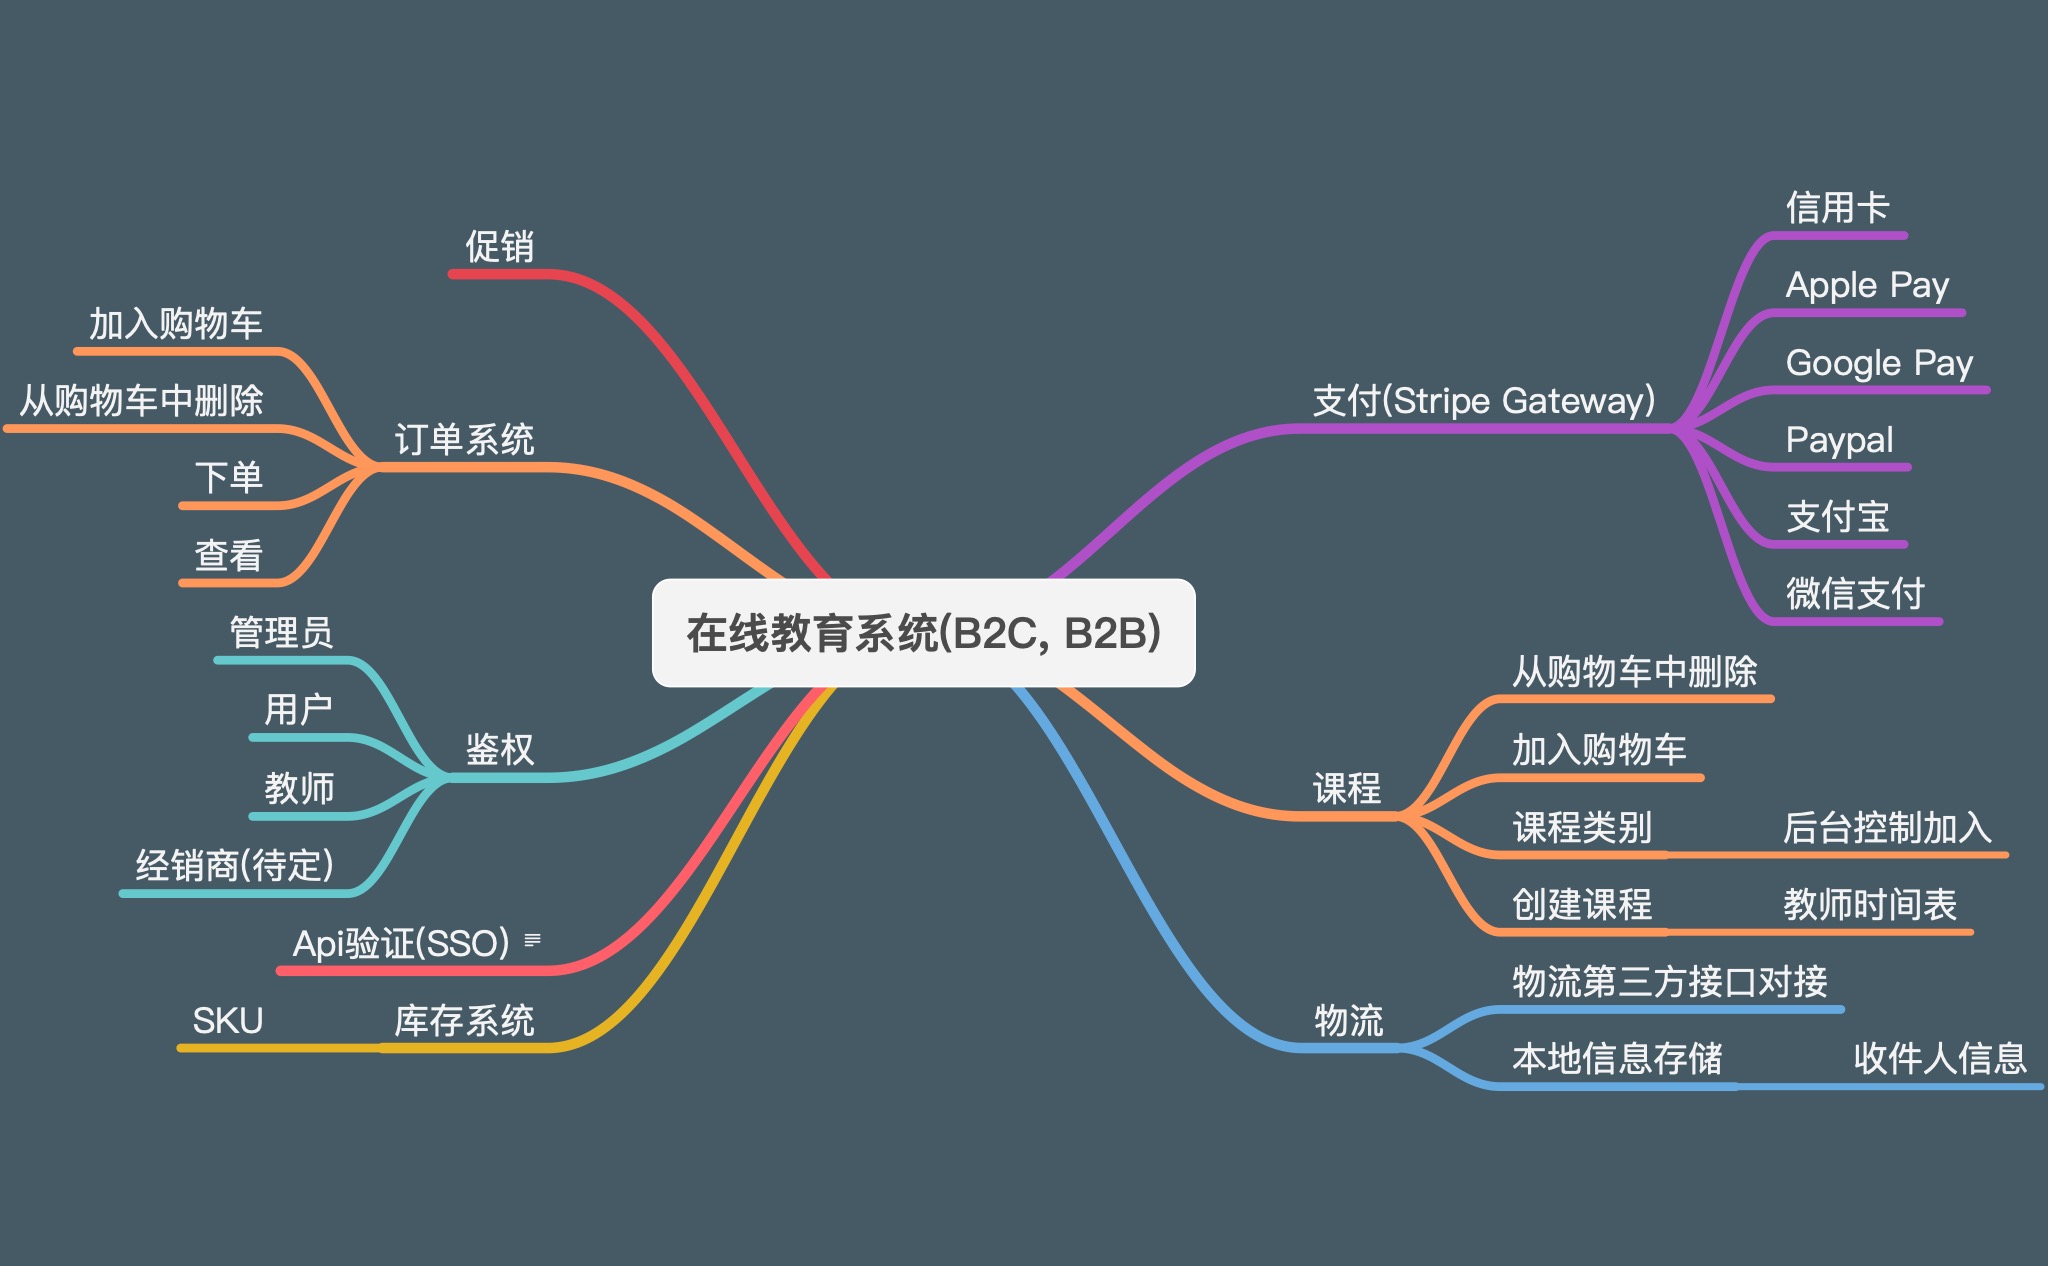 在线教育系统(B2C, B2B)
促销
订单系统
加入购物车
从购物车中删除
下单
查看
鉴权
管理员
用户
教师
经销商(待定)
Api验证(SSO)
库存系统
SKU
支付(Stripe Gateway)
信用卡
Apple Pay
Google Pay
Paypal
支付宝
微信支付
课程
从购物车中删除
加入购物车
课程类别
后台控制加入
创建课程
教师时间表
物流
物流第三方接口对接
本地信息存储
收件人信息